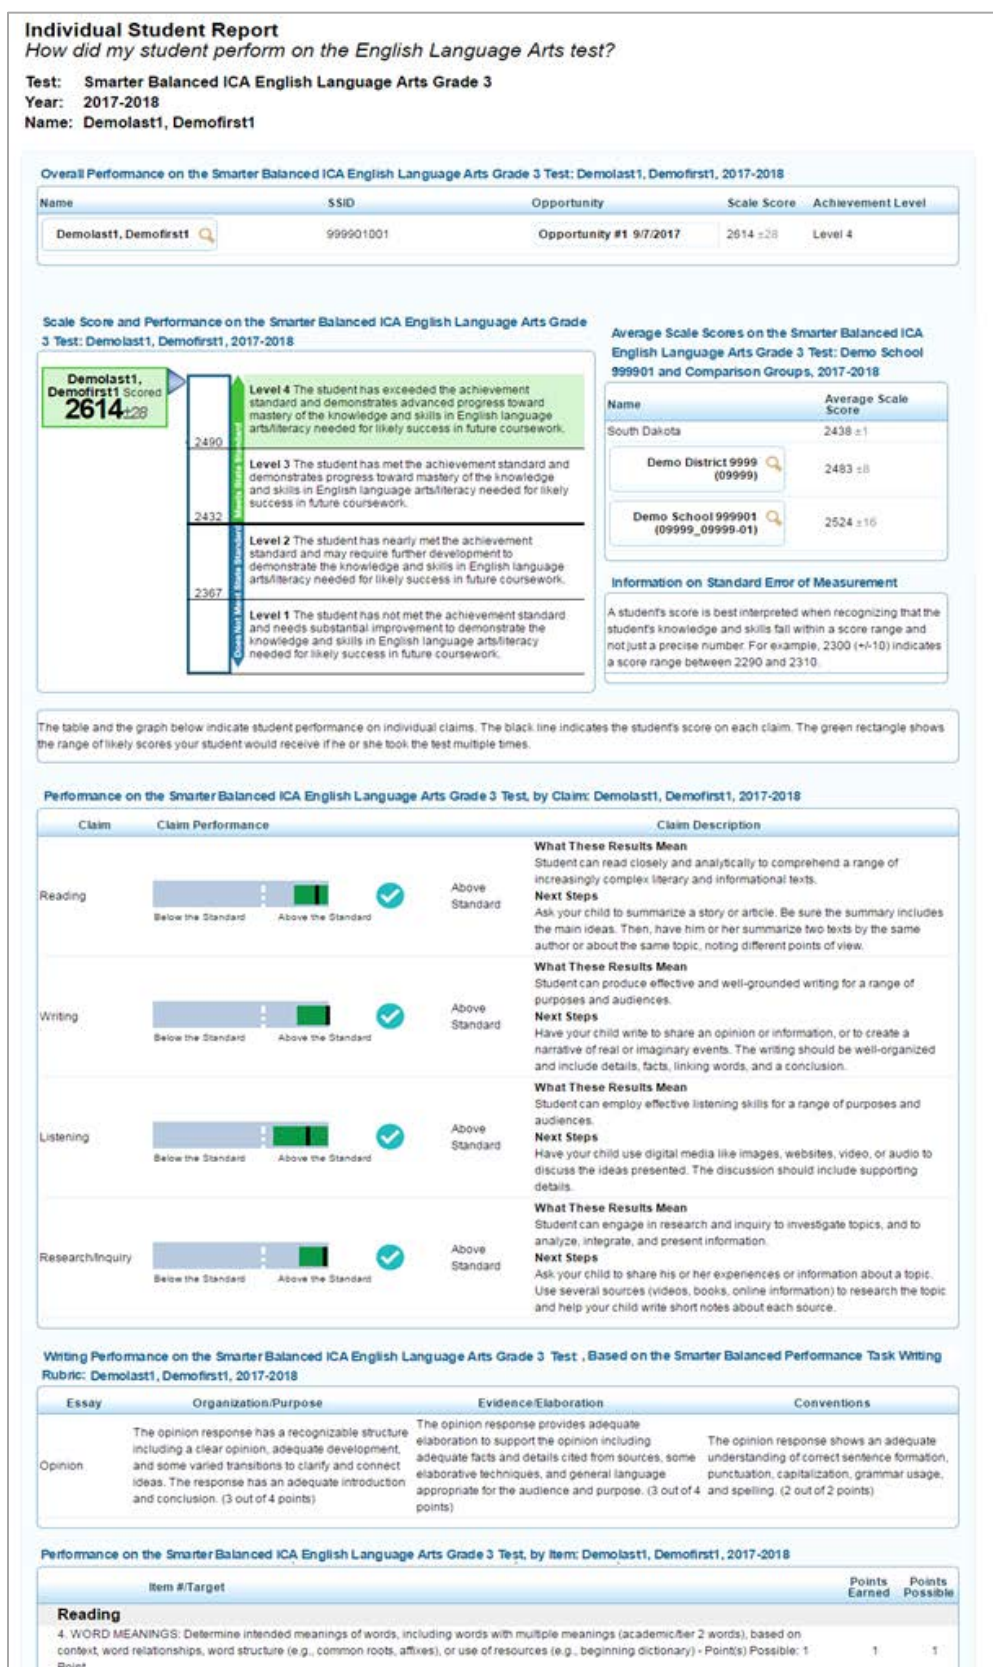 Individual Student Report
How did my student perform on the English Language Arts test?
Test: Smarter Balanced ICA English Language Arts Grade 3
Year: 2017-2018
Name: Demolast1, Demofirst1
Overall Performance on the Smarter Balanced ICA English Language Arts Grade 3 Test: Demolast1, Demofirst1, 2017-2018
Name SSID Opportunity Scale Score Achievement Level
Demolast1, Demofirst1 999901001 Opportunity #1 9/7/2017 2614 ±28 Level 4
Scale Score and Performance on the Smarter Balanced ICA English Language Arts Grade
3 Test: Demolast1, Demofirst1, 2017-2018
Demolast1,
Demofirst1 Scored
2614±28
2490
2432
2367
Meets State Standard
Does Not Meet State Standard
Level 4 The student has exceeded the achievement
standard and demonstrates advanced progress toward
mastery of the knowledge and skills in English language
arts/literacy needed for likely success in future coursework.
Level 3 The student has met the achievement standard and
demonstrates progress toward mastery of the knowledge
and skills in English language arts/literacy needed for likely
success in future coursework.
Level 2 The student has nearly met the achievement
standard and may require further development to
demonstrate the knowledge and skills in English language
arts/literacy needed for likely success in future coursework.
Level 1 The student has not met the achievement standard
and needs substantial improvement to demonstrate the
knowledge and skills in English language arts/literacy
needed for likely success in future coursework.
Average Scale Scores on the Smarter Balanced ICA
English Language Arts Grade 3 Test: Demo School
999901 and Comparison Groups, 2017-2018
Name Average Scale
Score
South Dakota 2438 ±1
Demo District 9999
(09999) 2483 ±8
Demo School 999901
(09999_09999-01) 2524 ±16
Information on Standard Error of Measurement
A student's score is best interpreted when recognizing that the
student's knowledge and skills fall within a score range and
not just a precise number. For example, 2300 (+/-10) indicates
a score range between 2290 and 2310.
The table and the graph below indicate student performance on individual claims. The black line indicates the student's score on each claim. The green rectangle shows
the range of likely scores your student would receive if he or she took the test multiple times.
Performance on the Smarter Balanced ICA English Language Arts Grade 3 Test, by Claim: Demolast1, Demofirst1, 2017-2018
Claim Claim Performance Claim Description
Reading
Below the Standard Above the Standard
Above
Standard
What These Results Mean
Student can read closely and analytically to comprehend a range of
increasingly complex literary and informational texts.
Next Steps
Ask your child to summarize a story or article. Be sure the summary includes
the main ideas. Then, have him or her summarize two texts by the same
author or about the same topic, noting different points of view.
Writing
Below the Standard Above the Standard
Above
Standard
What These Results Mean
Student can produce effective and well-grounded writing for a range of
purposes and audiences.
Next Steps
Have your child write to share an opinion or information, or to create a
narrative of real or imaginary events. The writing should be well-organized
and include details, facts, linking words, and a conclusion.
Listening
Below the Standard Above the Standard
Above
Standard
What These Results Mean
Student can employ effective listening skills for a range of purposes and
audiences.
Next Steps
Have your child use digital media like images, websites, video, or audio to
discuss the ideas presented. The discussion should include supporting
details.
Research/Inquiry
Below the Standard Above the Standard
Above
Standard
What These Results Mean
Student can engage in research and inquiry to investigate topics, and to
analyze, integrate, and present information.
Next Steps
Ask your child to share his or her experiences or information about a topic.
Use several sources (videos, books, online information) to research the topic
and help your child write short notes about each source.
Writing Performance on the Smarter Balanced ICA English Language Arts Grade 3 Test , Based on the Smarter Balanced Performance Task Writing
Rubric: Demolast1, Demofirst1, 2017-2018
Essay Organization/Purpose Evidence/Elaboration Conventions
Opinion
The opinion response has a recognizable structure
including a clear opinion, adequate development,
and some varied transitions to clarify and connect
ideas. The response has an adequate introduction
and conclusion. (3 out of 4 points)
The opinion response provides adequate
elaboration to support the opinion including
adequate facts and details cited from sources, some
elaborative techniques, and general language
appropriate for the audience and purpose. (3 out of 4
points)
The opinion response shows an adequate
understanding of correct sentence formation,
punctuation, capitalization, grammar usage,
and spelling. (2 out of 2 points)
Performance on the Smarter Balanced ICA English Language Arts Grade 3 Test, by Item: Demolast1, Demofirst1, 2017-2018
Item #/Target Points
Earned Points
Possible
Reading
4. WORD MEANINGS: Determine intended meanings of words, including words with multiple meanings (academic/tier 2 words), based on
context, word relationships, word structure (e.g., common roots, affixes), or use of resources (e.g., beginning dictionary) - Point(s) Possible: 1 1 1
Point